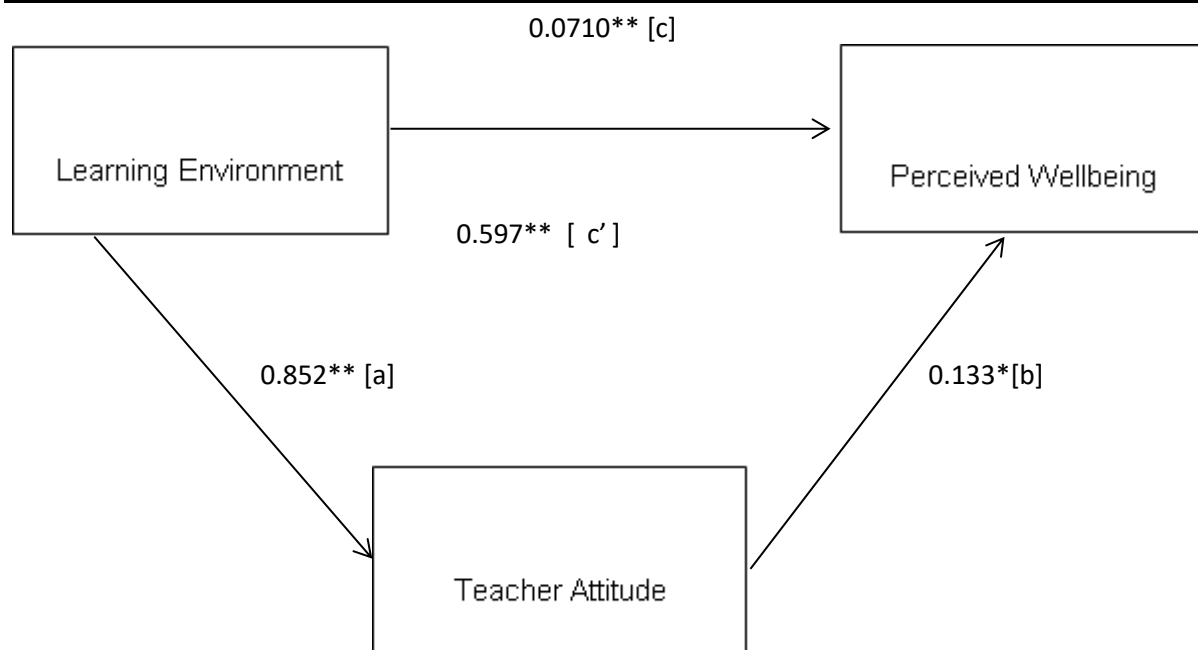 0.0710** [c]
Learning Environment
Perceived Wellbeing
0.597** [ c’ ]
0.852** [a]
0.133*[b]
Teacher Attitude